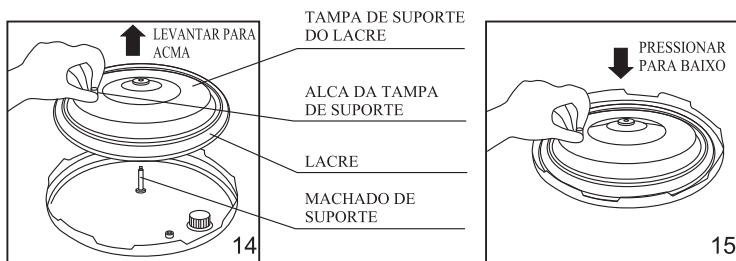 LEVANTAR PARA
ACMA
TAMPA DE SUPORTE
DO LACRE
ALCA DA TAMPA
DE SUPORTE
LACRE
MACHADO DE
SUPORTE
14
PRESSIONAR
PARA BAIXO
15